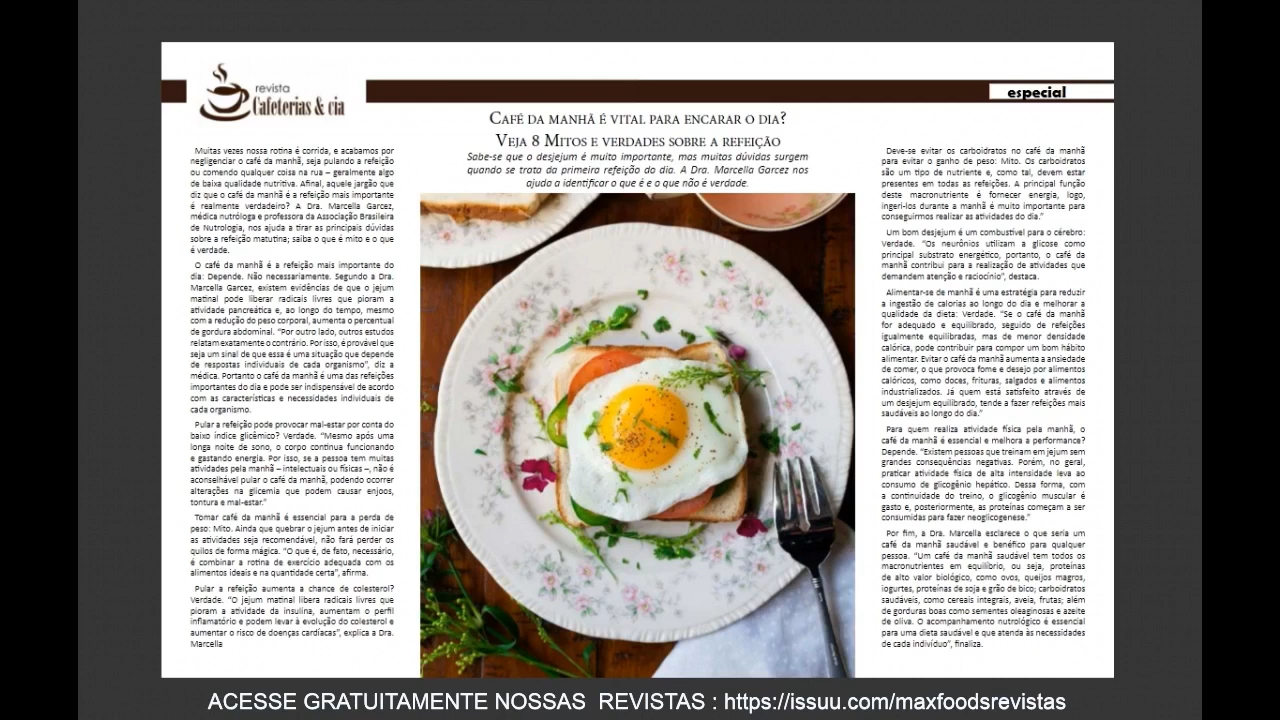 revista
Cafeterias & cia
especial
Café da manhã é vital para encarar o dia?
Veja 8 Mitos e verdades sobre a refeição
Sabe-se que o desjejum é muito importante, mas muitas dúvidas surgem
quando se trata da primeira refeição do dia. A Dra. Marcella Garcez nos
ajuda a identificar o que é e o que não é verdade.
Muitas vezes nossa rotina é corrida, e acabamos por
negligenciar o café da manhã, seja pulando a refeição
ou comendo qualquer coisa na rua – geralmente algo
de baixa qualidade nutritiva. Afinal, aquele jargão que
diz que o café da manhã é a refeição mais importante
é realmente verdadeiro? A Dra. Marcella Garcez,
médica nutróloga e professora da Associação Brasileira
de Nutrologia, nos ajuda a tirar as principais dúvidas
sobre a refeição matutina; saiba o que é mito e o que
é verdade.
O café da manhã é a refeição mais importante do
dia: Depende. Não necessariamente. Segundo a Dra.
Marcella Garcez, existem evidências de que o jejum
matinal pode liberar radicais livres que pioram a
atividade pancreática e, ao longo do tempo, mesmo
com a redução do peso corporal, aumenta o percentual
de gordura abdominal. “Por outro lado, outros estudos
relatam exatamente o contrário. Por isso, é provável que
seja um sinal de que essa é uma situação que depende
de respostas individuais de cada organismo”, diz a
médica. Portanto o café da manhã é uma das refeições
importantes do dia e pode ser indispensável de acordo
com as características e necessidades individuais de
cada organismo.
Pular a refeição pode provocar mal-estar por conta do
baixo índice glicêmico? Verdade. “Mesmo após uma
longa noite de sono, o corpo continua funcionando
e gastando energia. Por isso, se a pessoa tem muitas
atividades pela manhã – intelectuais ou físicas –, não é
aconselhável pular o café da manhã, podendo ocorrer
alterações na glicemia que podem causar enjoos,
tontura e mal-estar.”
Tomar café da manhã é essencial para a perda de
peso: Mito. Ainda que quebrar o jejum antes de iniciar
as atividades seja recomendável, não fará perder os
quilos de forma mágica. “O que é, de fato, necessário,
é combinar a rotina de exercício adequada com os
alimentos ideais e na quantidade certa”, afirma.
Pular a refeição aumenta a chance de colesterol?
Verdade. “O jejum matinal libera radicais livres que
pioram a atividade da insulina, aumentam o perfil
inflamatório e podem levar à evolução do colesterol e
aumentar o risco de doenças cardíacas”, explica a Dra.
Marcella
Deve-se evitar os carboidratos no café da manhã
para evitar o ganho de peso: Mito. Os carboidratos
são um tipo de nutriente e, como tal, devem estar
presentes em todas as refeições. A principal função
deste macronutriente é fornecer energia, logo,
ingeri-los durante a manhã é muito importante para
conseguirmos realizar as atividades do dia.”
Um bom desjejum é um combustível para o cérebro:
Verdade. “Os neurônios utilizam a glicose como
principal substrato energético, portanto, o café da
manhã contribui para a realização de atividades que
demandem atenção e raciocínio”, destaca.
Alimentar-se de manhã é uma estratégia para reduzir
a ingestão de calorias ao longo do dia e melhorar a
qualidade da dieta: Verdade. “Se o café da manhã
for adequado e equilibrado, seguido de refeições
igualmente equilibradas, mas de menor densidade
calórica, pode contribuir para compor um bom hábito
alimentar. Evitar o café da manhã aumenta a ansiedade
de comer, o que provoca fome e desejo por alimentos
calóricos, como doces, frituras, salgados e alimentos
industrializados. Já quem está satisfeito através de
um desjejum equilibrado, tende a fazer refeições mais
saudáveis ao longo do dia.”
Para quem realiza atividade física pela manhã, o
café da manhã é essencial e melhora a performance?
Depende. “Existem pessoas que treinam em jejum sem
grandes consequências negativas. Porém, no geral,
praticar atividade física de alta intensidade leva ao
consumo de glicogênio hepático. Dessa forma, com
a continuidade do treino, o glicogênio muscular é
gasto e, posteriormente, as proteínas começam a ser
consumidas para fazer neoglicogenese.”
Por fim, a Dra. Marcella esclarece o que seria um
café da manhã saudável e benéfico para qualquer
pessoa. “Um café da manhã saudável tem todos os
macronutrientes em equilíbrio, ou seja, proteínas
de alto valor biológico, como ovos, queijos magros,
iogurtes, proteínas de soja e grão de bico; carboidratos
saudáveis, como cereais integrais, aveia, frutas; além
de gorduras boas como sementes oleaginosas e azeite
de oliva. O acompanhamento nutrológico é essencial
para uma dieta saudável e que atenda às necessidades
de cada indivíduo”, finaliza.
ACESSE GRATUITAMENTE NOSSAS REVISTAS : https://issuu.com/maxfoodsrevistas